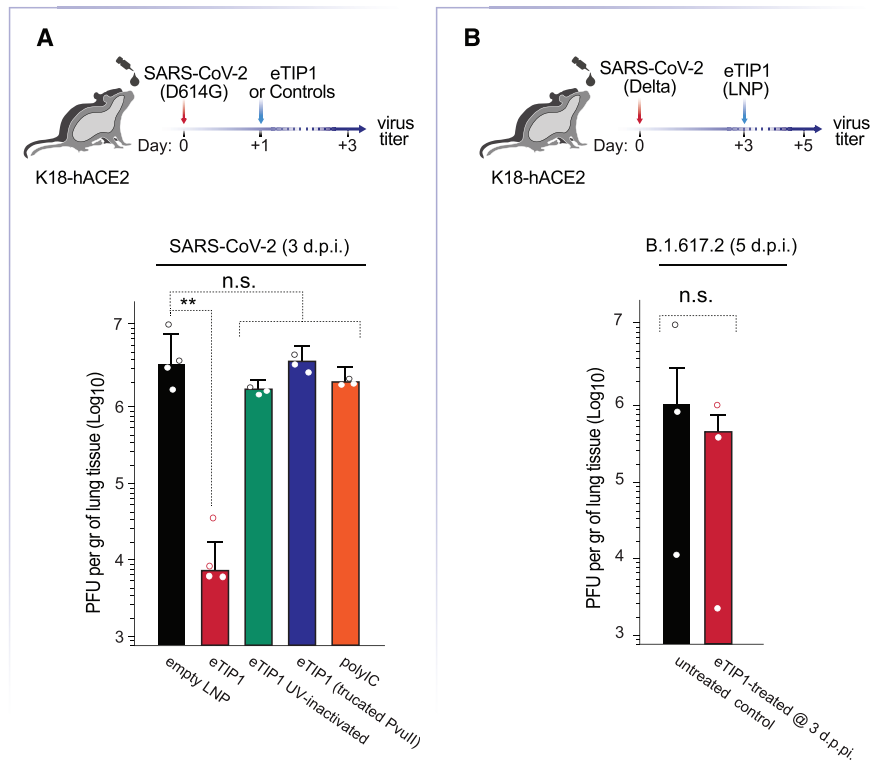 A
SARS-CoV-2
(D614G)
eTIP1
or Controls
virus
titer
Day: 0 +1 +3
K18-hACE2
SARS-CoV-2 (3 d.p.i.)
n.s.
**
PFU per gr of lung tissue (Log10)
7
6
5
4
3
empty LNP
eTIP1
eTIP1 UV-inactivated
eTIP1 (trucated PvuII)
polyIC
B
SARS-CoV-2
(Delta)
eTIP1
(LNP)
virus
titer
Day: 0 +3 +5
K18-hACE2
B.1.617.2 (5 d.p.i.)
n.s.
PFU per gr of lung tissue (Log10)
7
6
5
4
3
untreated control
eTIP1-treated @ 3 d.p.pi.